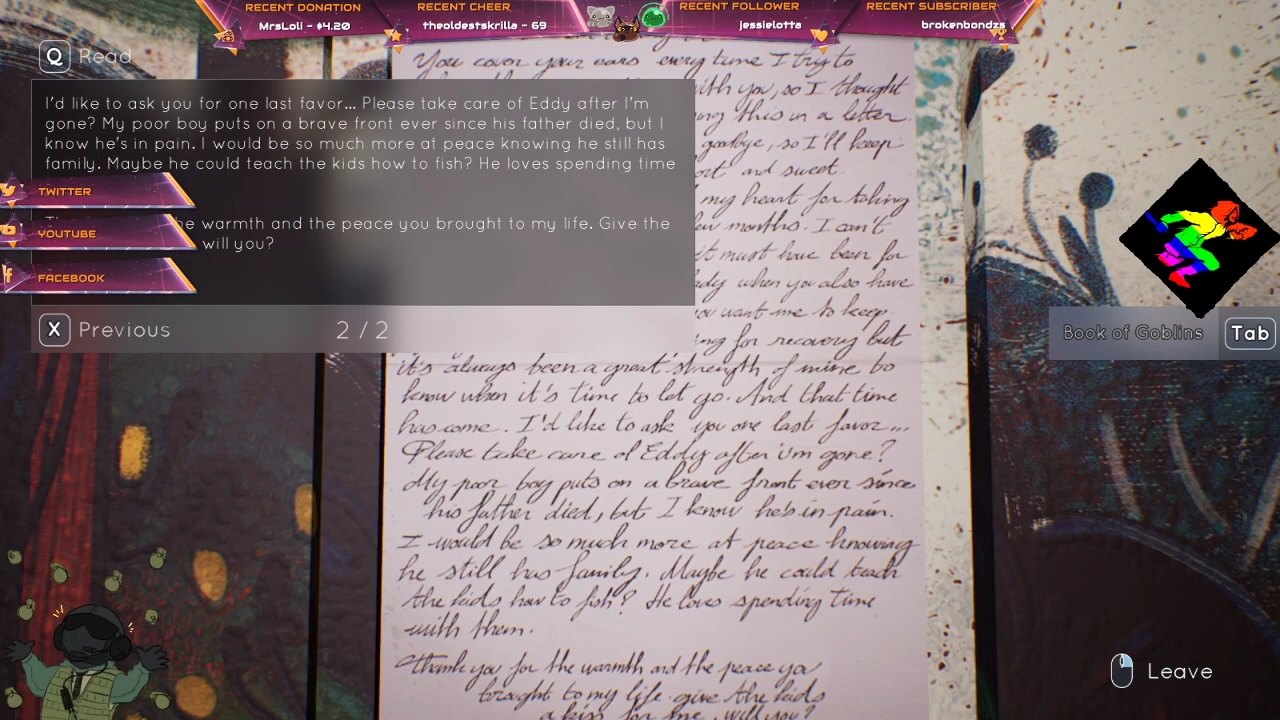 RECENT DONATION
MrsLoli - $4.20
RECENT CHEER
theoldestskrilla - 69
RECENT FOLLOWER
jessielotta
RECENT SUBSCRIBER
brokenbondzs
Q Read
I'd like to ask you for one last favor... Please take care of Eddy after I'm
gone? My poor boy puts on a brave front ever since his father died, but I
know he's in pain. I would be so much more at peace knowing he still has
family. Maybe he could teach the kids how to fish? He loves spending time
warmth and the peace you brought to my life. Give the
will you?
TWITTER
YOUTUBE
FACEBOOK
X Previous
2 / 2
You cover your ears every time I try to
with you, so I thought
this in a letter.
goodbye, so I'll keep
and sweet.
my heart for taking
months. I can't
it must have been for
when you also have
you want me to keep
for recovery but
it's always been a great strength of mine to
know when it's time to let go. And that time
has come. I'd like to ask you one last favor...
Please take care of Eddy after i'm gone?
My poor boy puts on a brave front ever since
his father died, but I know he's in pain.
I would be so much more at peace knowing
he still has family. Maybe he could teach
the kids how to fish? He loves spending time
with them.
thank you for the warmth and the peace you
brought to my life. give the kids
a kiss for me, will you?
Book of Goblins
Tab
Leave